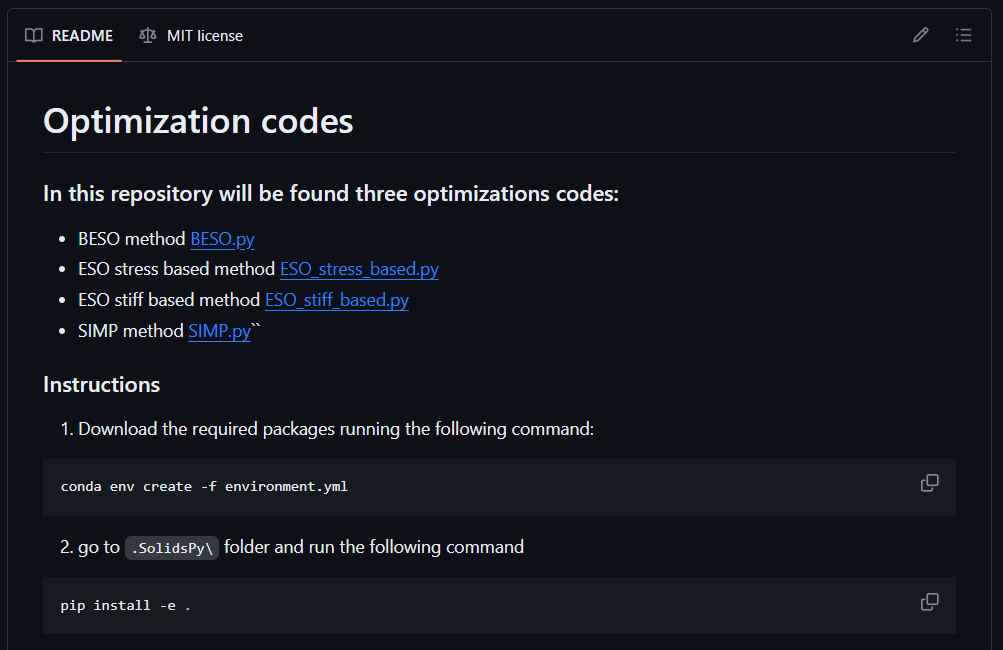 README MIT license
Optimization codes
In this repository will be found three optimizations codes:
• BESO method BESO.py
• ESO stress based method ESO_stress_based.py
• ESO stiff based method ESO_stiff_based.py
• SIMP method SIMP.py``
Instructions
1. Download the required packages running the following command:
conda env create -f environment.yml
2. go to .SolidsPy\ folder and run the following command
pip install -e .